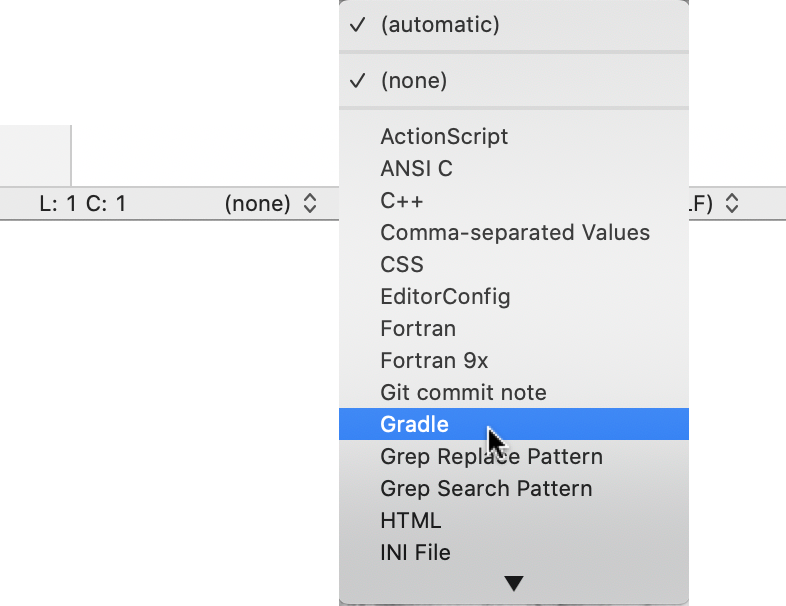 ✓ (automatic)
✓ (none)
ActionScript
ANSI C
C++
Comma-separated Values
CSS
EditorConfig
Fortran
Fortran 9x
Git commit note
Gradle
Grep Replace Pattern
Grep Search Pattern
HTML
INI File
L: 1 C: 1 (none) LF)